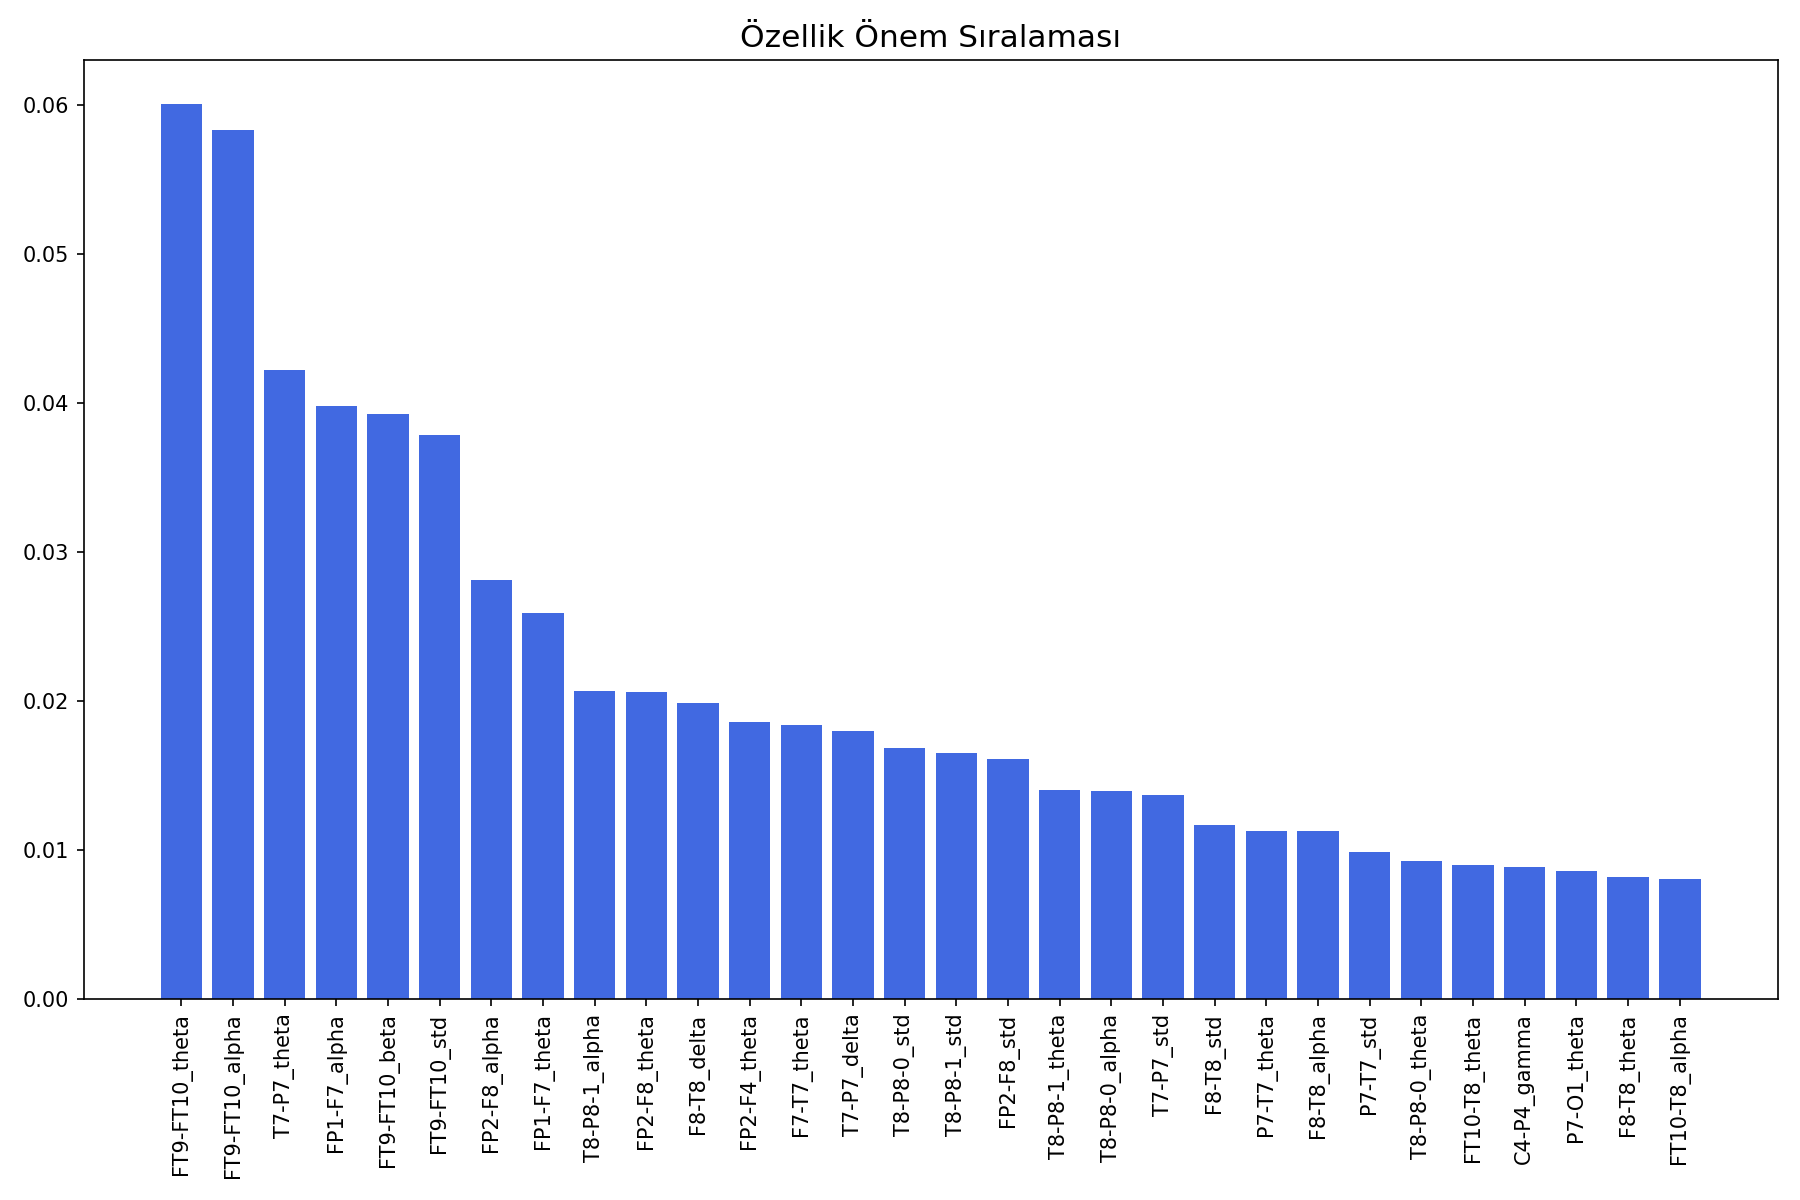 Özellik Önem Sıralaması
0.06
0.05
0.04
0.03
0.02
0.01
0.00
FT9-FT10_theta
FT9-FT10_alpha
T7-P7_theta
FP1-F7_alpha
FT9-FT10_beta
FT9-FT10_std
FP2-F8_alpha
FP1-F7_theta
T8-P8-1_alpha
FP2-F8_theta
F8-T8_delta
FP2-F4_theta
F7-T7_theta
T7-P7_delta
T8-P8-0_std
T8-P8-1_std
FP2-F8_std
T8-P8-1_theta
T8-P8-0_alpha
T7-P7_std
F8-T8_std
P7-T7_theta
F8-T8_alpha
P7-T7_std
T8-P8-0_theta
FT10-T8_theta
C4-P4_gamma
P7-O1_theta
F8-T8_theta
FT10-T8_alpha